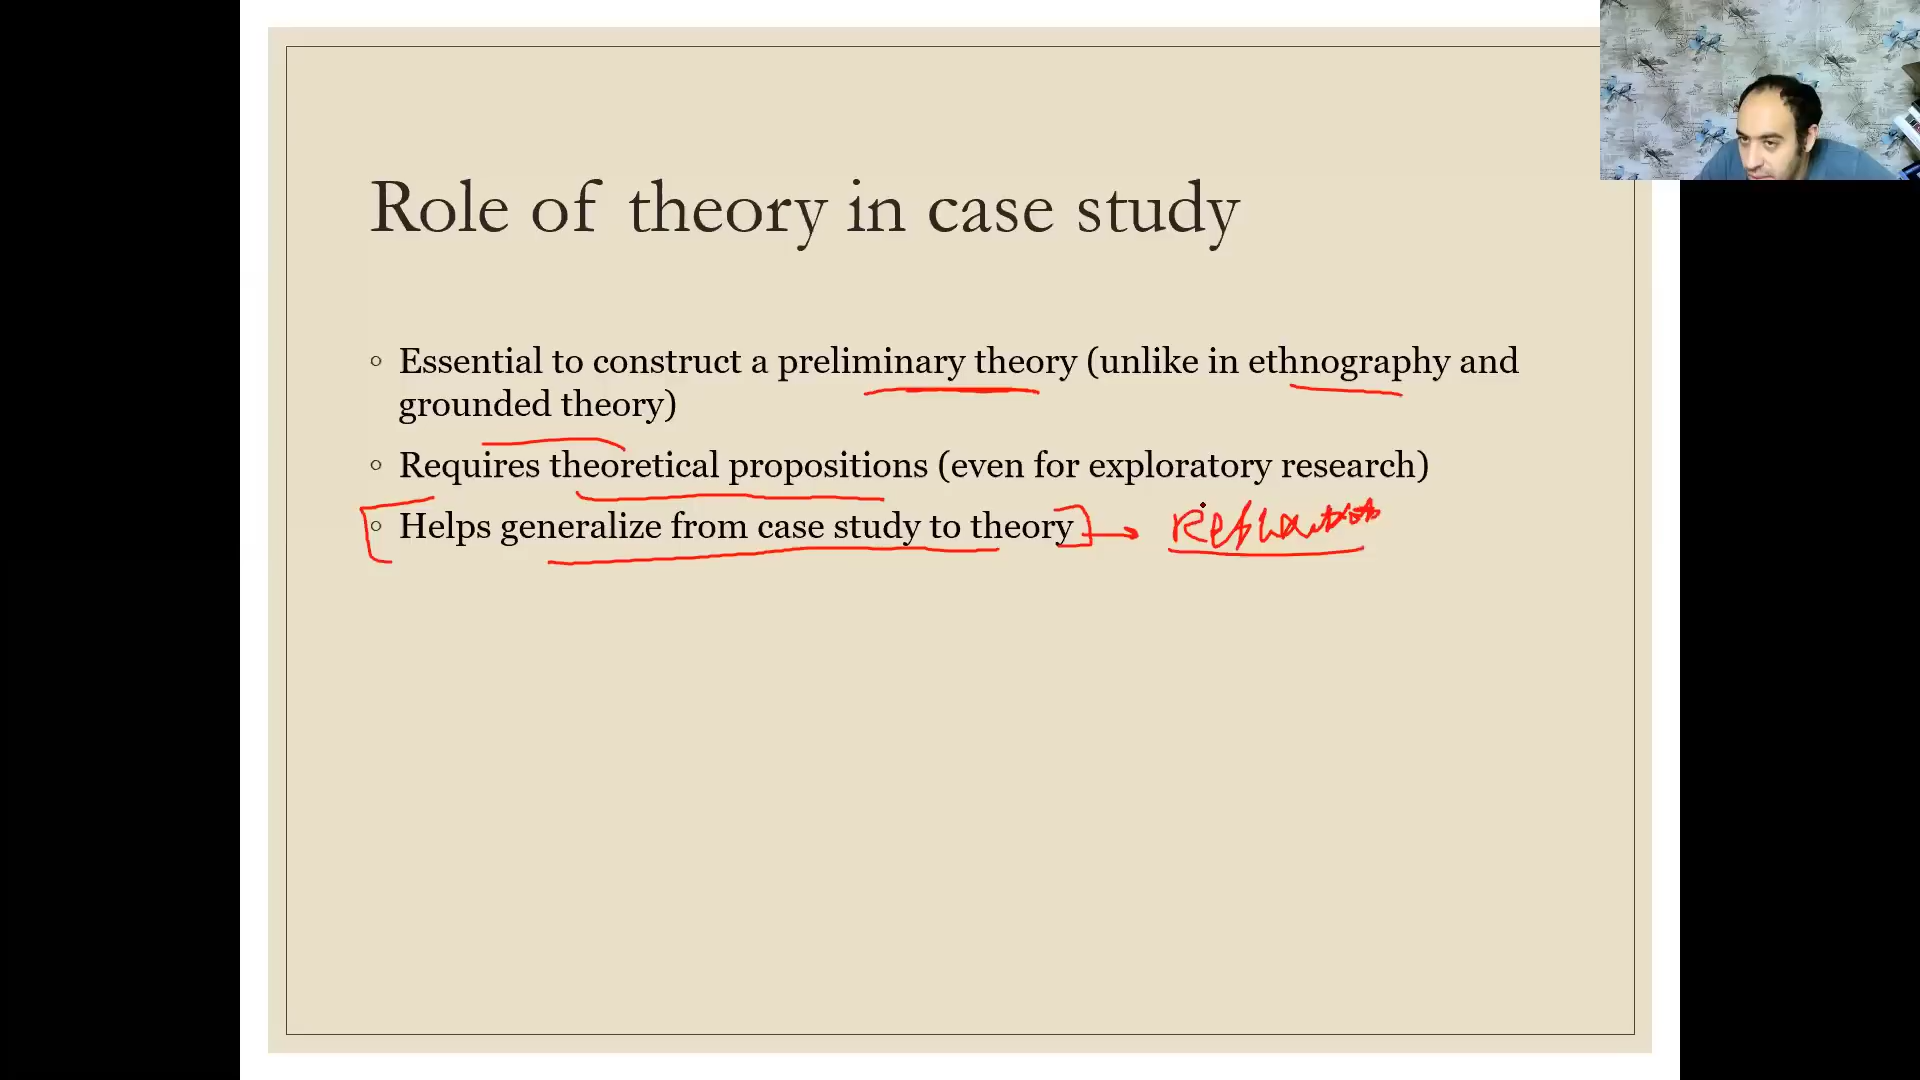 Role of theory in case study
◦ Essential to construct a preliminary theory (unlike in ethnography and
grounded theory)
◦ Requires theoretical propositions (even for exploratory research)
◦ Helps generalize from case study to theory